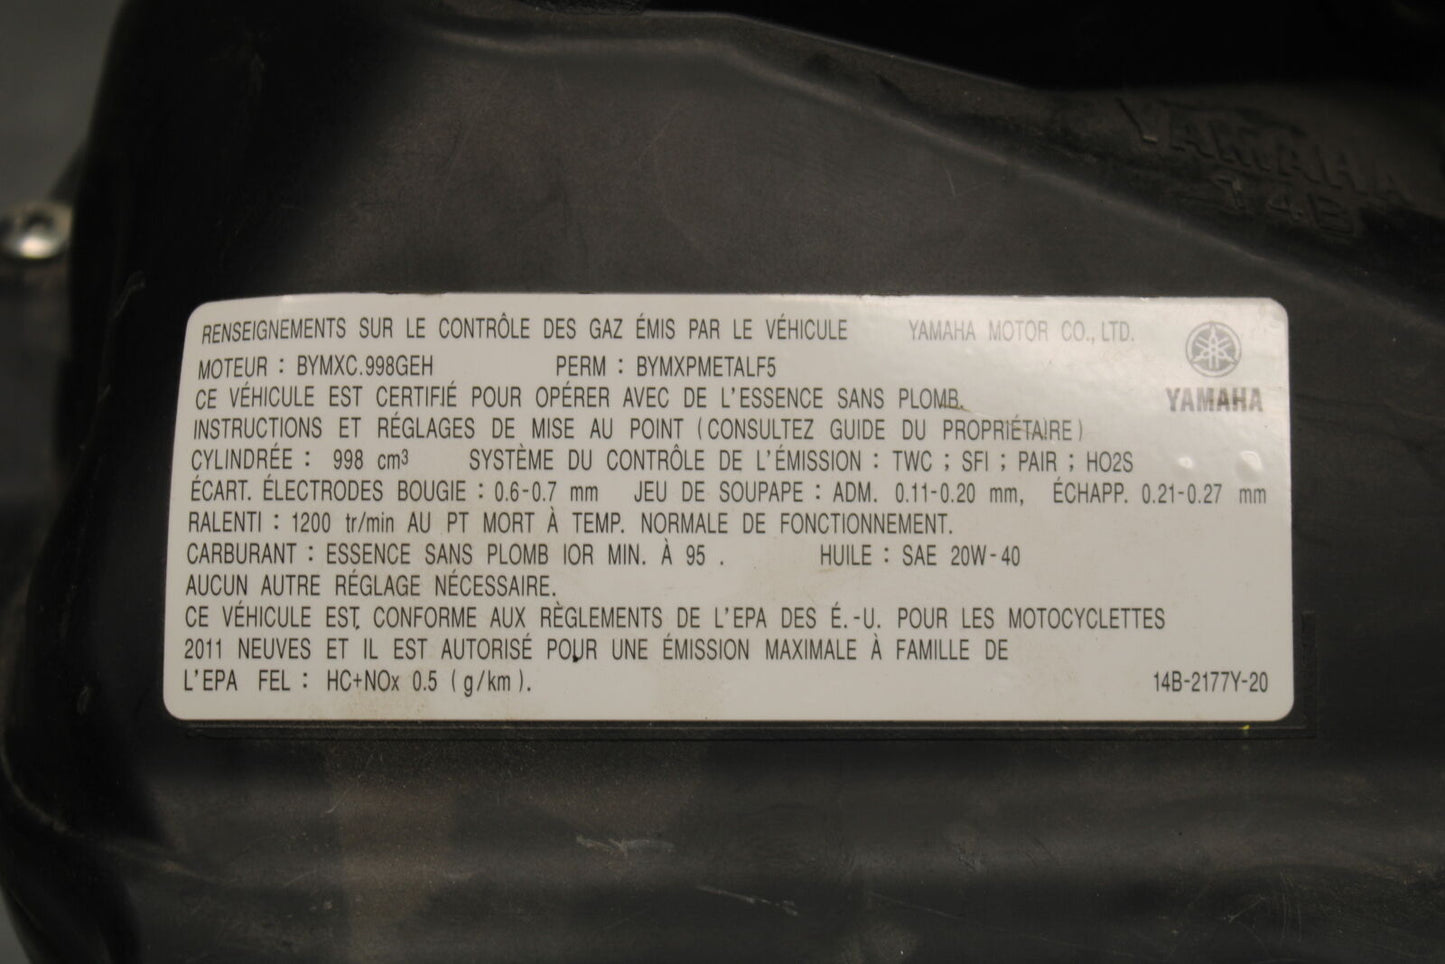 YAMAHA
14B
RENSEIGNEMENTS SUR LE CONTRÔLE DES GAZ ÉMIS PAR LE VÉHICULE YAMAHA MOTOR CO., LTD.
MOTEUR : BYMXC.998GEH PERM : BYMXPMETALF5
CE VÉHICULE EST CERTIFIÉ POUR OPÉRER AVEC DE L'ESSENCE SANS PLOMB. YAMAHA
INSTRUCTIONS ET RÉGLAGES DE MISE AU POINT (CONSULTEZ GUIDE DU PROPRIÉTAIRE)
CYLINDRÉE : 998 cm³ SYSTÈME DU CONTRÔLE DE L'ÉMISSION : TWC ; SFI ; PAIR ; HO2S
ÉCART. ÉLECTRODES BOUGIE : 0.6-0.7 mm JEU DE SOUPAPE : ADM. 0.11-0.20 mm, ÉCHAPP. 0.21-0.27 mm
RALENTI : 1200 tr/min AU PT MORT À TEMP. NORMALE DE FONCTIONNEMENT.
CARBURANT : ESSENCE SANS PLOMB IOR MIN. À 95 . HUILE : SAE 20W-40
AUCUN AUTRE RÉGLAGE NÉCESSAIRE.
CE VÉHICULE EST CONFORME AUX RÈGLEMENTS DE L'EPA DES É.-U. POUR LES MOTOCYCLETTES
2011 NEUVES ET IL EST AUTORISÉ POUR UNE ÉMISSION MAXIMALE À FAMILLE DE
L'EPA FEL : HC+NOx 0.5 (g/km). 14B-2177Y-20